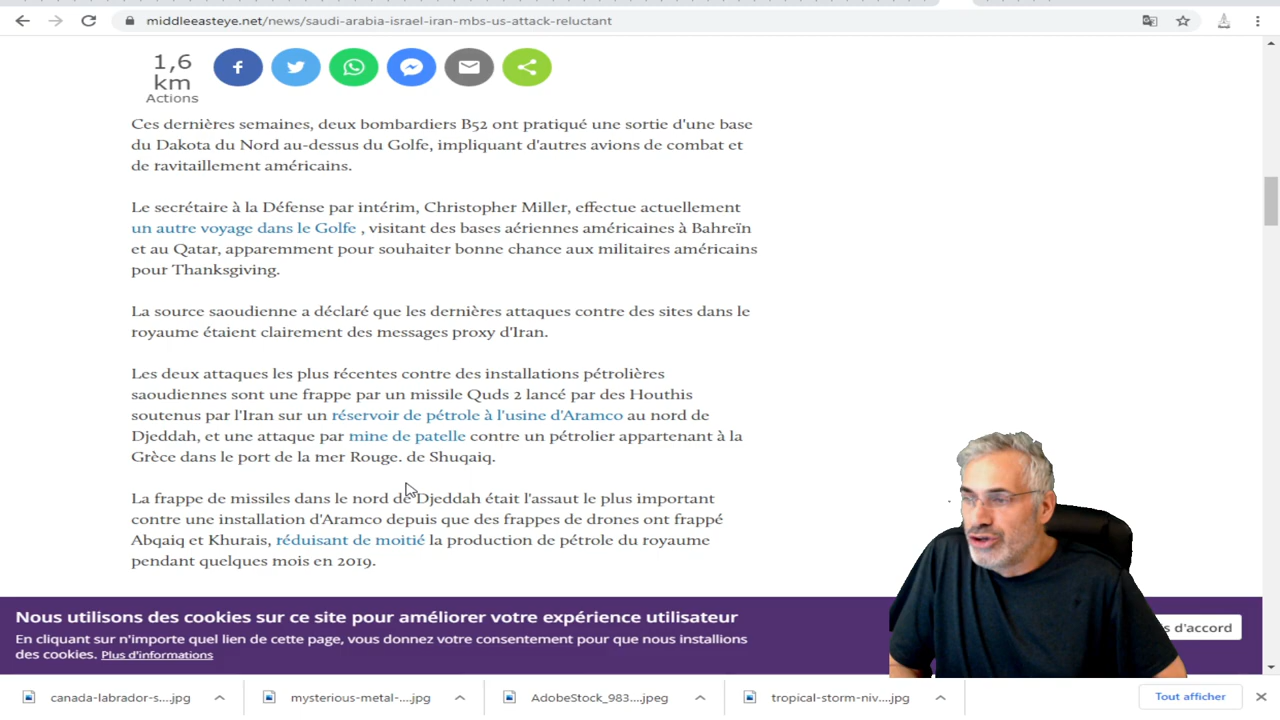 middleeasteye.net/news/saudi-arabia-israel-iran-mbs-us-attack-reluctant
1,6
km
Actions
Ces dernières semaines, deux bombardiers B52 ont pratiqué une sortie d'une base
du Dakota du Nord au-dessus du Golfe, impliquant d'autres avions de combat et
de ravitaillement américains.
Le secrétaire à la Défense par intérim, Christopher Miller, effectue actuellement
un autre voyage dans le Golfe , visitant des bases aériennes américaines à Bahreïn
et au Qatar, apparemment pour souhaiter bonne chance aux militaires américains
pour Thanksgiving.
La source saoudienne a déclaré que les dernières attaques contre des sites dans le
royaume étaient clairement des messages proxy d'Iran.
Les deux attaques les plus récentes contre des installations pétrolières
saoudiennes sont une frappe par un missile Quds 2 lancé par des Houthis
soutenus par l'Iran sur un réservoir de pétrole à l'usine d'Aramco au nord de
Djeddah, et une attaque par mine de patelle contre un pétrolier appartenant à la
Grèce dans le port de la mer Rouge. de Shuqaiq.
La frappe de missiles dans le nord de Djeddah était l'assaut le plus important
contre une installation d'Aramco depuis que des frappes de drones ont frappé
Abqaiq et Khurais, réduisant de moitié la production de pétrole du royaume
pendant quelques mois en 2019.
Nous utilisons des cookies sur ce site pour améliorer votre expérience utilisateur
En cliquant sur n'importe quel lien de cette page, vous donnez votre consentement pour que nous installions
des cookies. Plus d'informations
s d'accord
canada-labrador-s....jpg
mysterious-metal-....jpg
AdobeStock_983....jpeg
tropical-storm-niv....jpg
Tout afficher